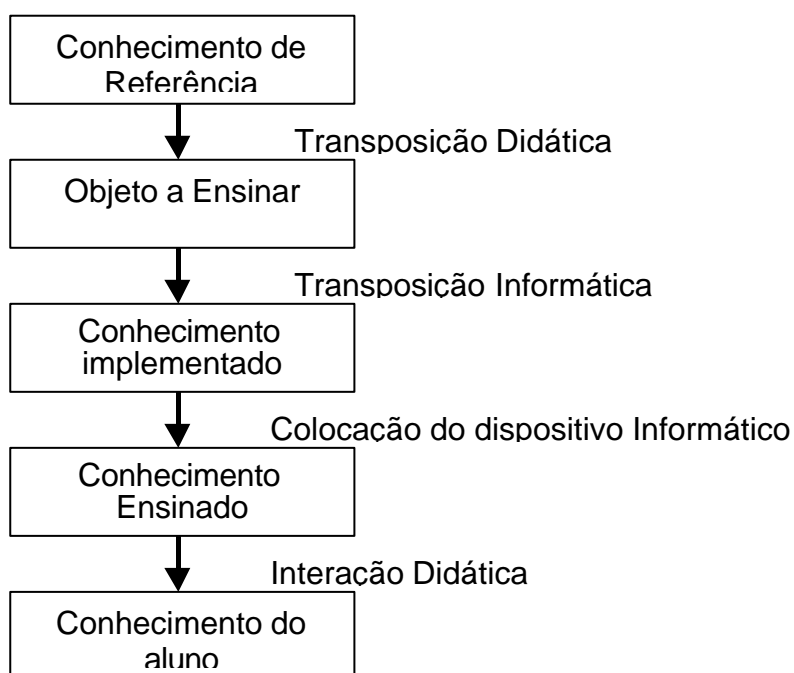 Conhecimento de
Referência
Transposição Didática
Objeto a Ensinar
Transposição Informática
Conhecimento
implementado
Colocação do dispositivo Informático
Conhecimento
Ensinado
Interação Didática
Conhecimento do
aluno